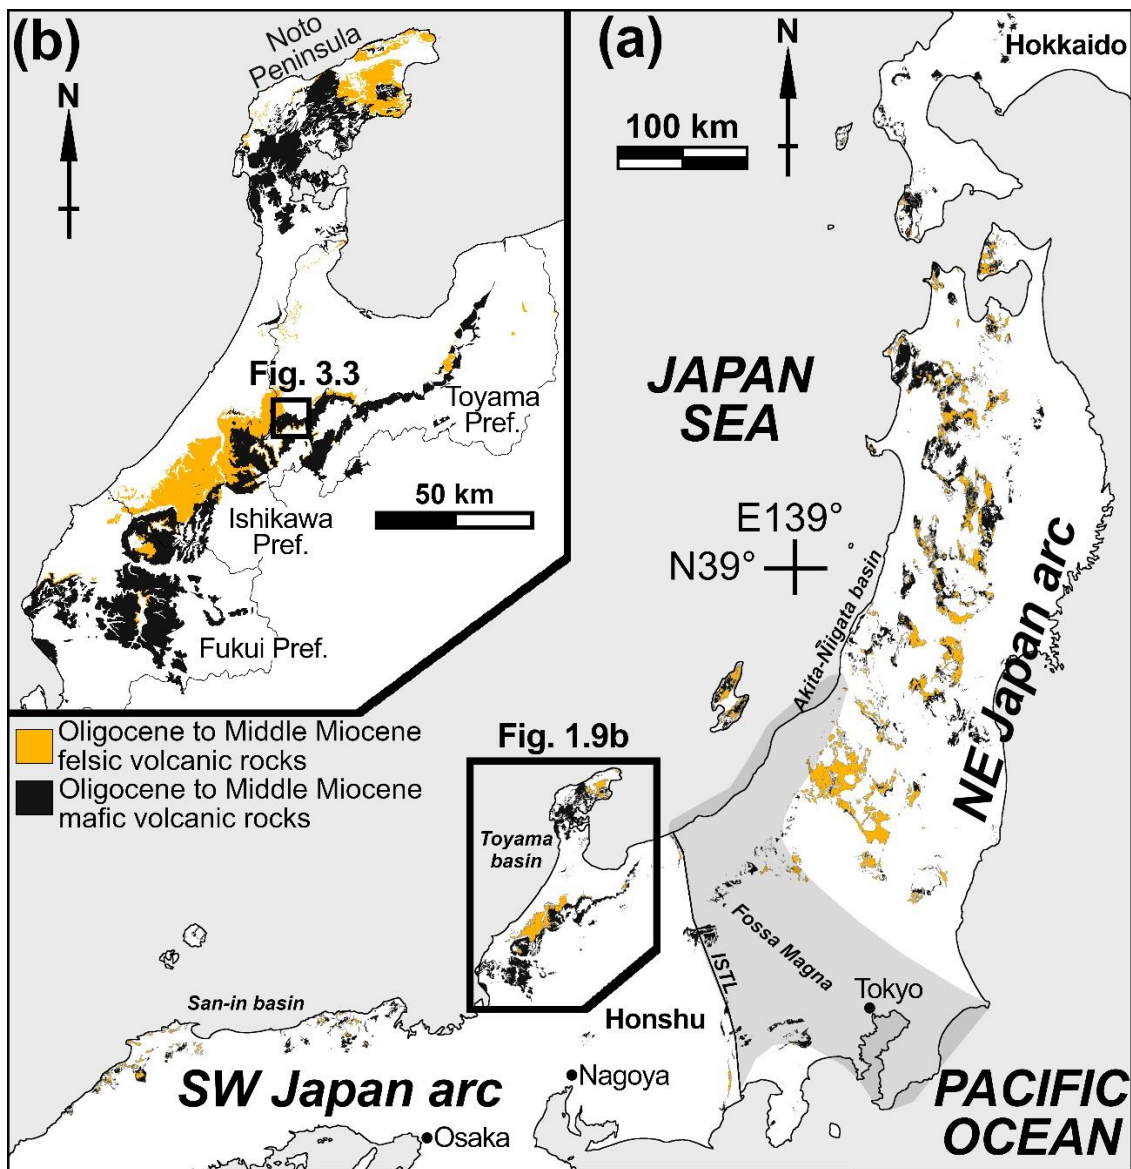 (b)
Noto
Peninsula
N
Fig. 3.3
Toyama
Pref.
50 km
Ishikawa
Pref.
Fukui Pref.
Oligocene to Middle Miocene
felsic volcanic rocks
Oligocene to Middle Miocene
mafic volcanic rocks
(a)
N
Hokkaido
100 km
JAPAN
SEA
E139°
N39°
Akita-Niigata basin
NE Japan arc
Fig. 1.9b
Toyama
basin
Fossa Magna
ISTL
Tokyo
San-in basin
Honshu
SW Japan arc
Nagoya
Osaka
PACIFIC
OCEAN